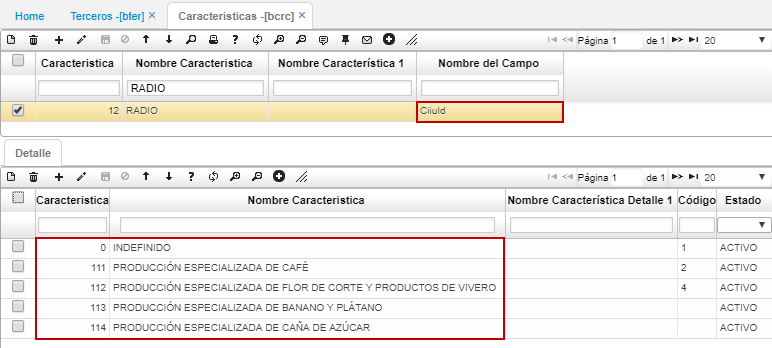 Home Terceros -[bter] × Caracteristicas -[bcrc] ×
Página 1 de 1 20
Caracteristica Nombre Caracteristica Nombre Característica 1 Nombre del Campo
RADIO
12 RADIO CiiuId
Detalle
Página 1 de 1 20
Caracteristica Nombre Caracteristica Nombre Característica Detalle 1 Código Estado
0 INDEFINIDO 1 ACTIVO
111 PRODUCCIÓN ESPECIALIZADA DE CAFÉ 2 ACTIVO
112 PRODUCCIÓN ESPECIALIZADA DE FLOR DE CORTE Y PRODUCTOS DE VIVERO 4 ACTIVO
113 PRODUCCIÓN ESPECIALIZADA DE BANANO Y PLÁTANO ACTIVO
114 PRODUCCIÓN ESPECIALIZADA DE CAÑA DE AZÚCAR ACTIVO